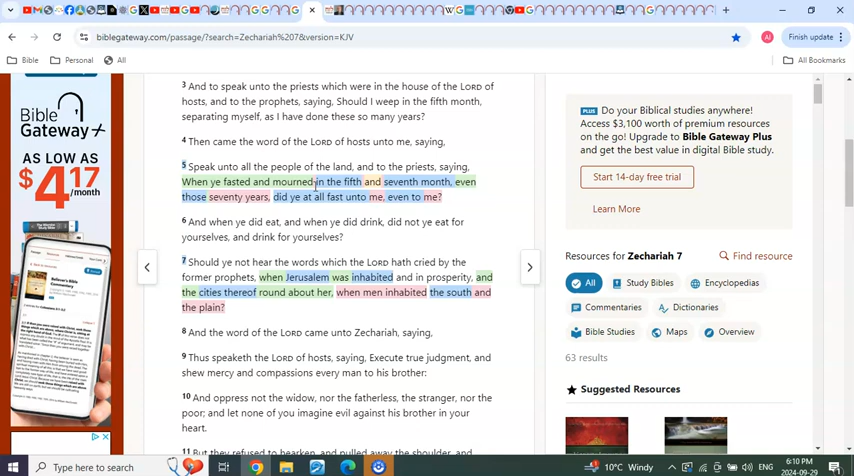 Finish update
biblegateway.com/passage/?search=Zechariah%207&version=KJV
AI
Bible
Personal
All
All Bookmarks
Bible
Gateway+
AS LOW AS
$4.17
/MONTH
3 And to speak unto the priests which were in the house of the LORD of
hosts, and to the prophets, saying, Should I weep in the fifth month,
separating myself, as I have done these so many years?
4 Then came the word of the LORD of hosts unto me, saying,
5 Speak unto all the people of the land, and to the priests, saying,
When ye fasted and mourned in the fifth and seventh month, even
those seventy years, did ye at all fast unto me, even to me?
6 And when ye did eat, and when ye did drink, did not ye eat for
yourselves, and drink for yourselves?
7 Should ye not hear the words which the LORD hath cried by the
former prophets, when Jerusalem was inhabited and in prosperity, and
the cities thereof round about her, when men inhabited the south and
the plain?
8 And the word of the LORD came unto Zechariah, saying,
9 Thus speaketh the LORD of hosts, saying, Execute true judgment, and
shew mercy and compassions every man to his brother:
10 And oppress not the widow, nor the fatherless, the stranger, nor the
poor; and let none of you imagine evil against his brother in your
heart.
11 But they refused to hearken, and pulled away the shoulder, and
PLUS Do your Biblical studies anywhere!
Access $3,100 worth of premium resources
on the go! Upgrade to Bible Gateway Plus
and get the best value in digital Bible study.
Start 14-day free trial
Learn More
Resources for Zechariah 7
Find resource
All
Study Bibles
Encyclopedias
Commentaries
Dictionaries
Bible Studies
Maps
Overview
63 results
Suggested Resources
Type here to search
10°C Windy
ENG
6:10 PM
2024-09-29